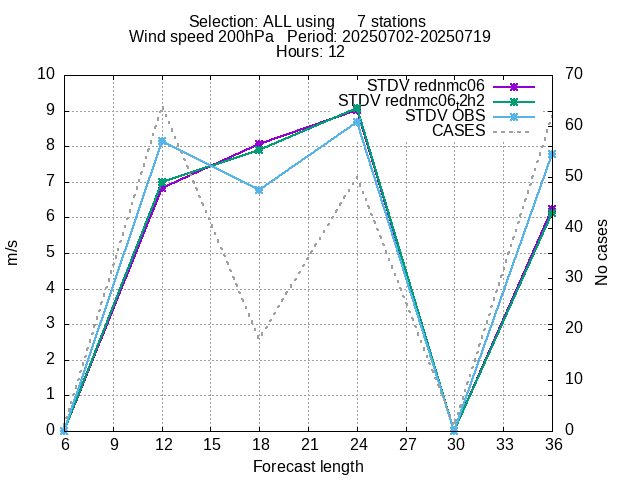 Selection: ALL using     7 stations
Wind speed 200hPa   Period: 20250702-20250719
Hours: 12
STDV rednmc06
STDV rednmc06.2h2
STDV OBS
CASES
10
9
8
7
6
5
4
3
2
1
0
m/s
70
60
50
40
30
20
10
0
No cases
6 9 12 15 18 21 24 27 30 33 36
Forecast length